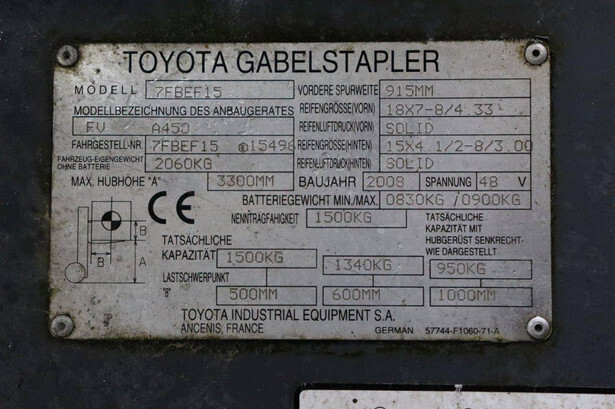 TOYOTA GABELSTAPLER
MODELL 7FBEF15 VORDERE SPURWEITE 915MM
MODELLBEZEICHNUNG DES ANBAUGERATES REIFENGRÖSSE(VORN) 18X7-8/4.33
FV A450 REIFENLUFTDRUCK(VORN) SOLID
FAHRGESTELL-NR. 7FBEF15 15496 REIFENGRÖSSE(HINTEN) 15X4 1/2-8/3.00
FAHRZEUG-EIGENGEWICHT OHNE BATTERIE 2060KG REIFENLUFTDRUCK(HINTEN) SOLID
MAX. HUBHÖHE "A" 3300MM BAUJAHR 2008 SPANNUNG 48 V
BATTERIEGEWICHT MIN./MAX. 0830KG /0900KG
CE NENNTRAGFAHIGKEIT 1500KG
B
B A
TATSÄCHLICHE
KAPAZITÄT MIT
HUBGERÜST SENKRECHT-
WIE DARGESTELLT
TATSÄCHLICHE
KAPAZITÄT 1500KG 1340KG 950KG
LASTSCHWERPUNKT
"B" 500MM 600MM 1000MM
TOYOTA INDUSTRIAL EQUIPMENT S.A.
ANCENIS, FRANCE GERMAN 57744-F1060-71-A